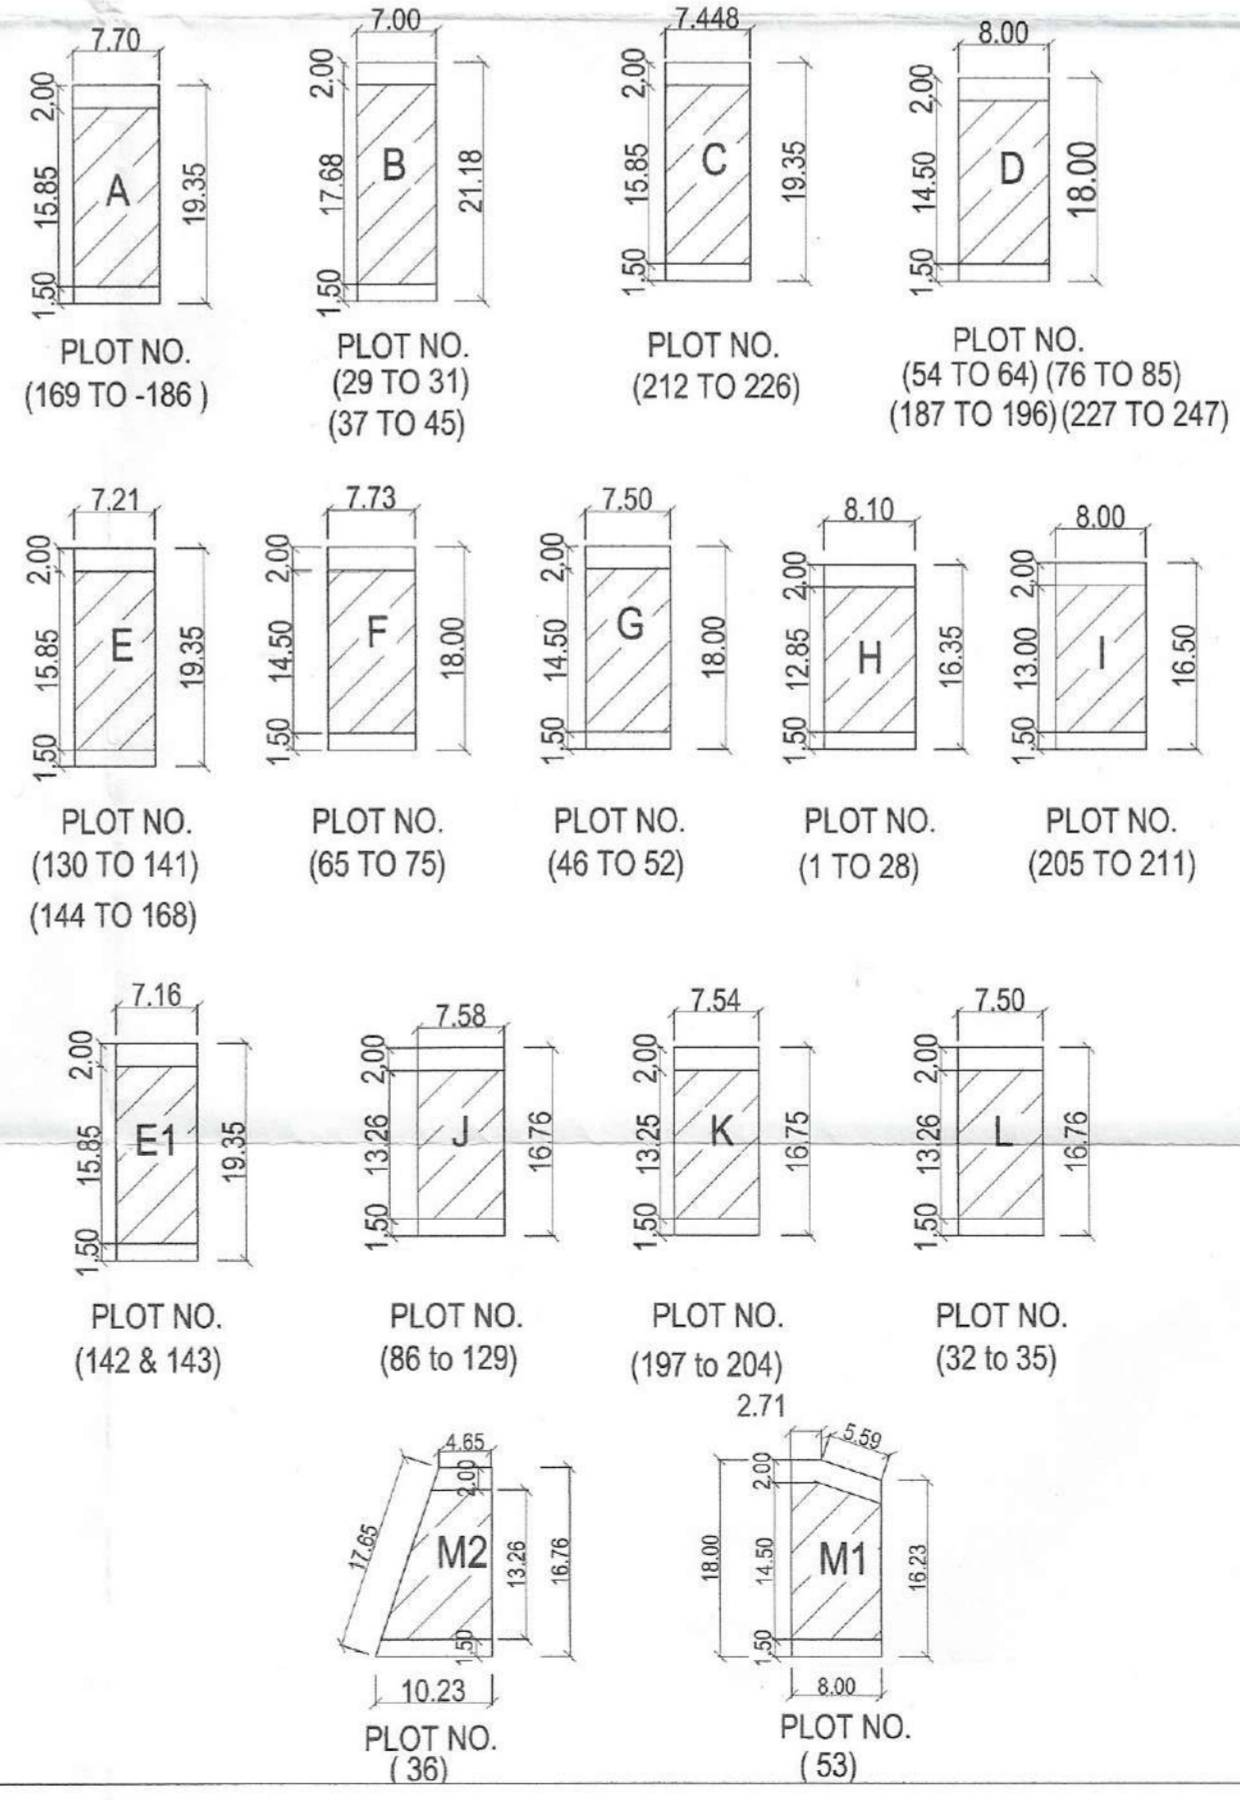 7.70
2.00
15.85
1.50
A
19.35
PLOT NO.
(169 TO -186 )
7.00
2.00
17.68
1.50
B
21.18
PLOT NO.
(29 TO 31)
(37 TO 45)
7.448
2.00
15.85
1.50
C
19.35
PLOT NO.
(212 TO 226)
8.00
2.00
14.50
1.50
D
18.00
PLOT NO.
(54 TO 64) (76 TO 85)
(187 TO 196) (227 TO 247)
7.21
2.00
15.85
1.50
E
19.35
PLOT NO.
(130 TO 141)
(144 TO 168)
7.73
2.00
14.50
1.50
F
18.00
PLOT NO.
(65 TO 75)
7.50
2.00
14.50
1.50
G
18.00
PLOT NO.
(46 TO 52)
8.10
2.00
12.85
1.50
H
16.35
PLOT NO.
(1 TO 28)
8.00
2.00
13.00
1.50
I
16.50
PLOT NO.
(205 TO 211)
7.16
2.00
15.85
1.50
E1
19.35
PLOT NO.
(142 & 143)
7.58
2.00
13.26
1.50
J
16.76
PLOT NO.
(86 to 129)
7.54
2.00
13.25
1.50
K
16.75
PLOT NO.
(197 to 204)
7.50
2.00
13.26
1.50
L
16.76
PLOT NO.
(32 to 35)
4.65
2.00
17.65
M2
13.26
16.76
1.50
10.23
PLOT NO.
( 36)
2.71
5.59
2.00
18.00
14.50
M1
16.23
1.50
8.00
PLOT NO.
( 53)